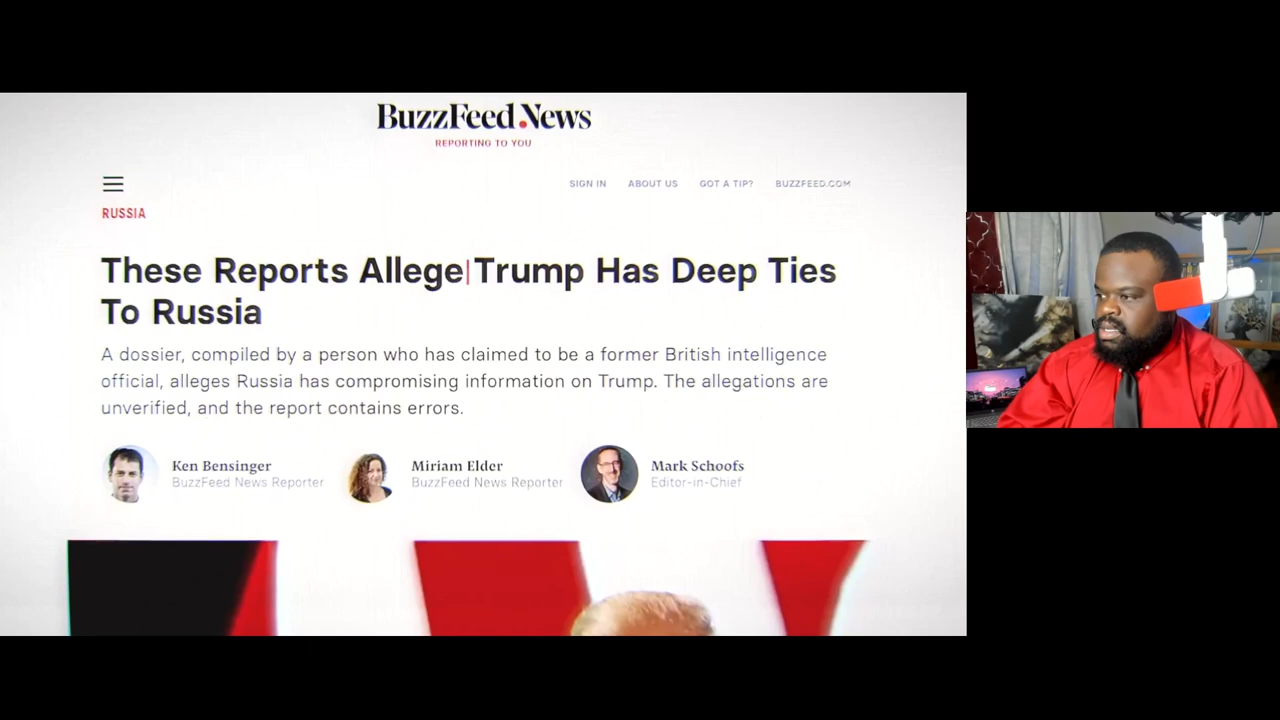 BuzzFeed News
REPORTING TO YOU
SIGN IN ABOUT US GOT A TIP? BUZZFEED.COM
RUSSIA
These Reports Allege Trump Has Deep Ties
To Russia
A dossier, compiled by a person who has claimed to be a former British intelligence
official, alleges Russia has compromising information on Trump. The allegations are
unverified, and the report contains errors.
Ken Bensinger
BuzzFeed News Reporter
Miriam Elder
BuzzFeed News Reporter
Mark Schoofs
Editor-in-Chief